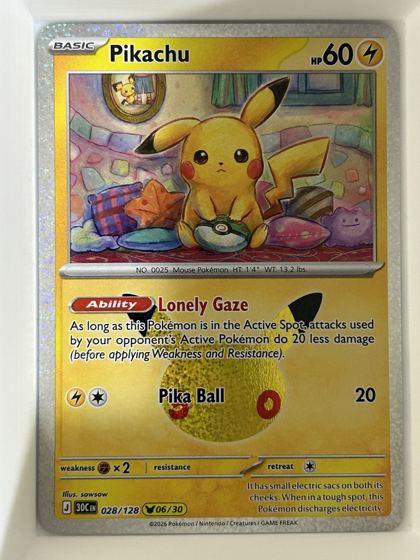 BASIC Pikachu HP 60
NO. 0025 Mouse Pokémon HT: 1'4" WT: 13.2 lbs.
Ability Lonely Gaze
As long as this Pokémon is in the Active Spot, attacks used
by your opponent's Active Pokémon do 20 less damage
(before applying Weakness and Resistance).
Pika Ball 20
weakness ×2 resistance retreat
Illus. sowsow
J 30C EN 028/128 06/30
It has small electric sacs on both its
cheeks. When in a tough spot, this
Pokémon discharges electricity.
©2026 Pokémon / Nintendo / Creatures / GAME FREAK